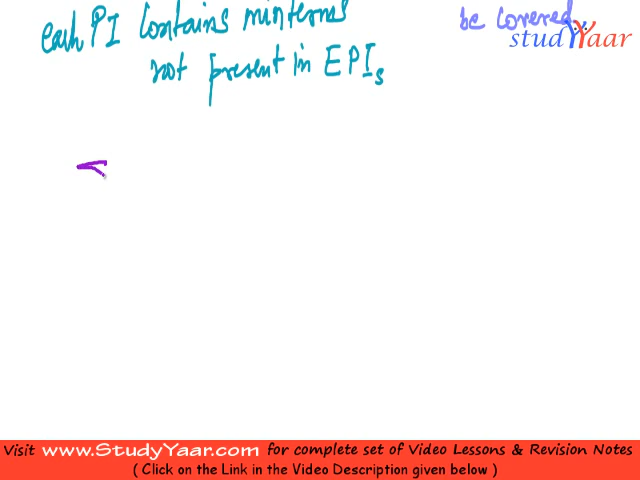 each PI Contains minterms
not present in EPIs
be covered
studYYaar
Visit www.StudyYaar.com for complete set of Video Lessons & Revision Notes
( Click on the Link in the Video Description given below )